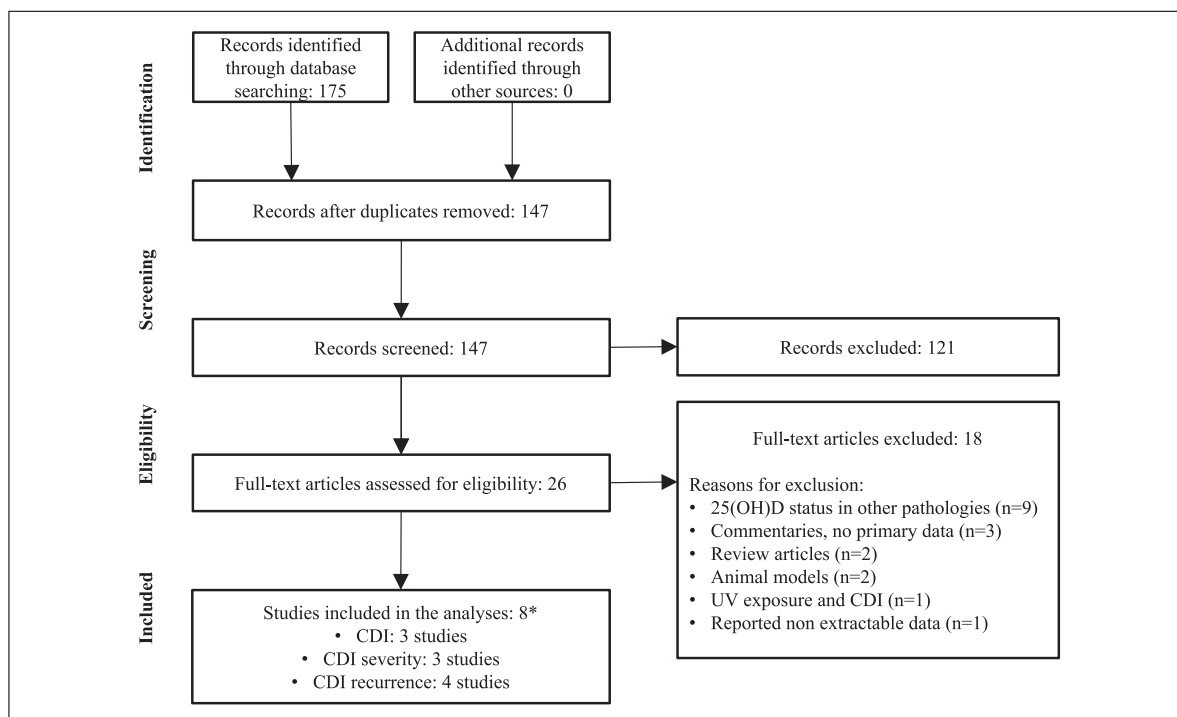 Identification
Records identified
through database
searching: 175
Additional records
identified through
other sources: 0
Records after duplicates removed: 147
Screening
Records screened: 147
Records excluded: 121
Eligibility
Full-text articles assessed for eligibility: 26
Full-text articles excluded: 18
Reasons for exclusion:
• 25(OH)D status in other pathologies (n=9)
• Commentaries, no primary data (n=3)
• Review articles (n=2)
• Animal models (n=2)
• UV exposure and CDI (n=1)
• Reported non extractable data (n=1)
Included
Studies included in the analyses: 8*
• CDI: 3 studies
• CDI severity: 3 studies
• CDI recurrence: 4 studies